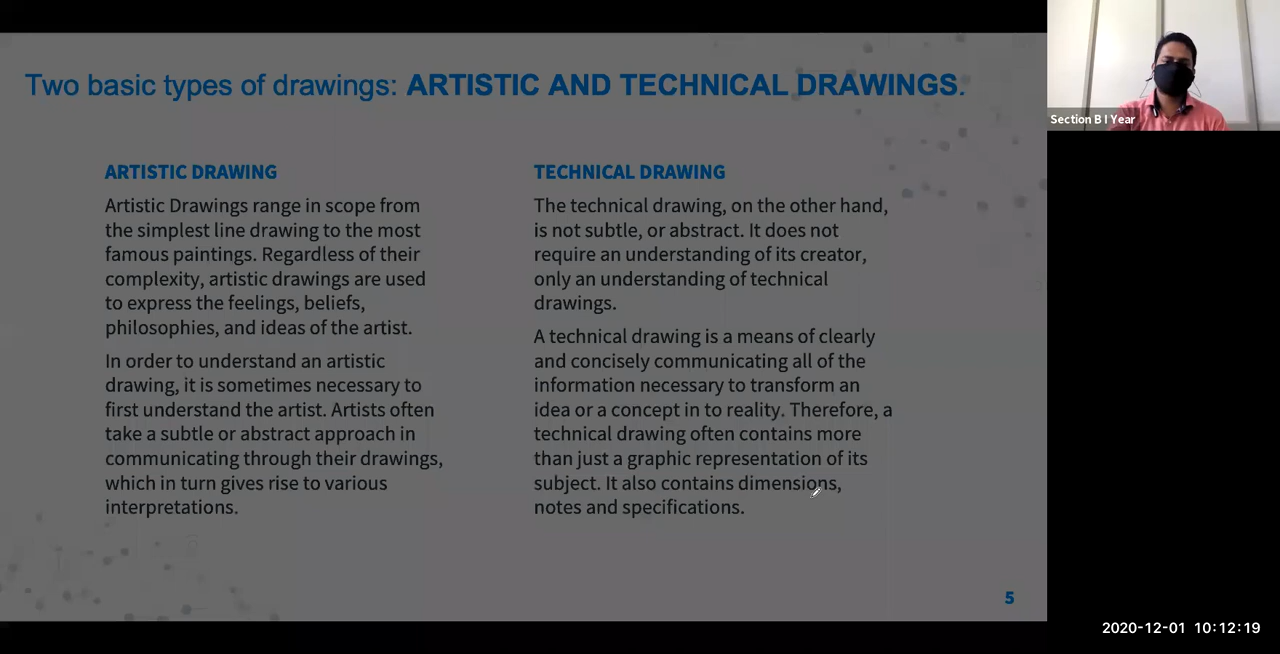 Two basic types of drawings: ARTISTIC AND TECHNICAL DRAWINGS.
ARTISTIC DRAWING
Artistic Drawings range in scope from
the simplest line drawing to the most
famous paintings. Regardless of their
complexity, artistic drawings are used
to express the feelings, beliefs,
philosophies, and ideas of the artist.
In order to understand an artistic
drawing, it is sometimes necessary to
first understand the artist. Artists often
take a subtle or abstract approach in
communicating through their drawings,
which in turn gives rise to various
interpretations.
TECHNICAL DRAWING
The technical drawing, on the other hand,
is not subtle, or abstract. It does not
require an understanding of its creator,
only an understanding of technical
drawings.
A technical drawing is a means of clearly
and concisely communicating all of the
information necessary to transform an
idea or a concept in to reality. Therefore, a
technical drawing often contains more
than just a graphic representation of its
subject. It also contains dimensions,
notes and specifications.
5
Section B I Year
2020-12-01 10:12:19